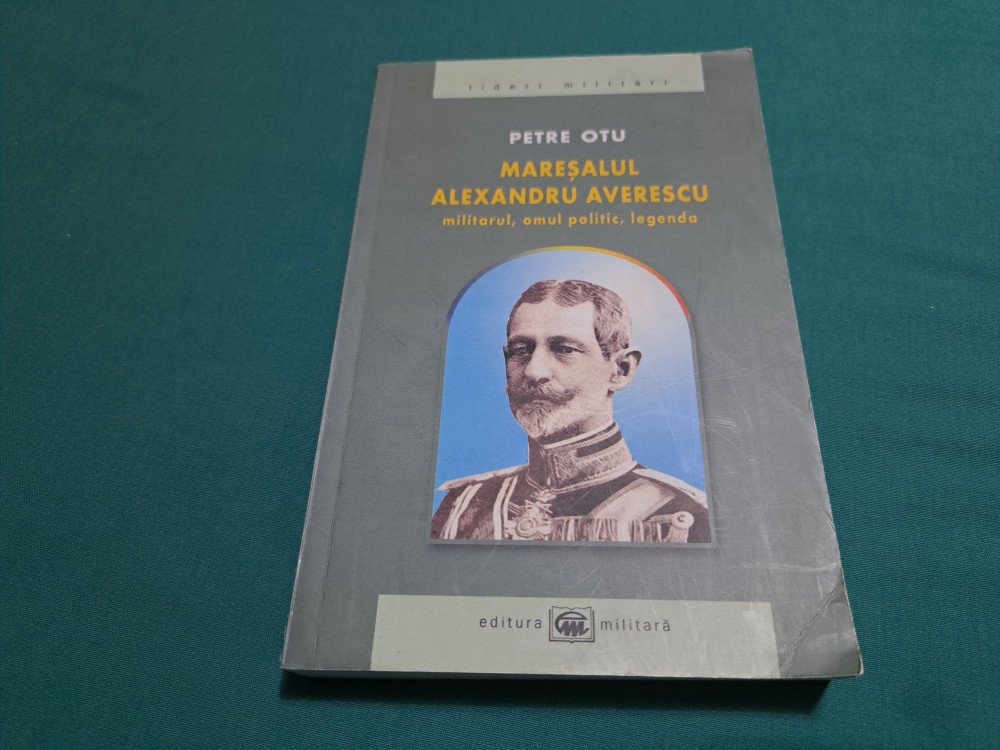 lideri militari
PETRE OTU
MAREŞALUL
ALEXANDRU AVERESCU
militarul, omul politic, legenda
editura militară